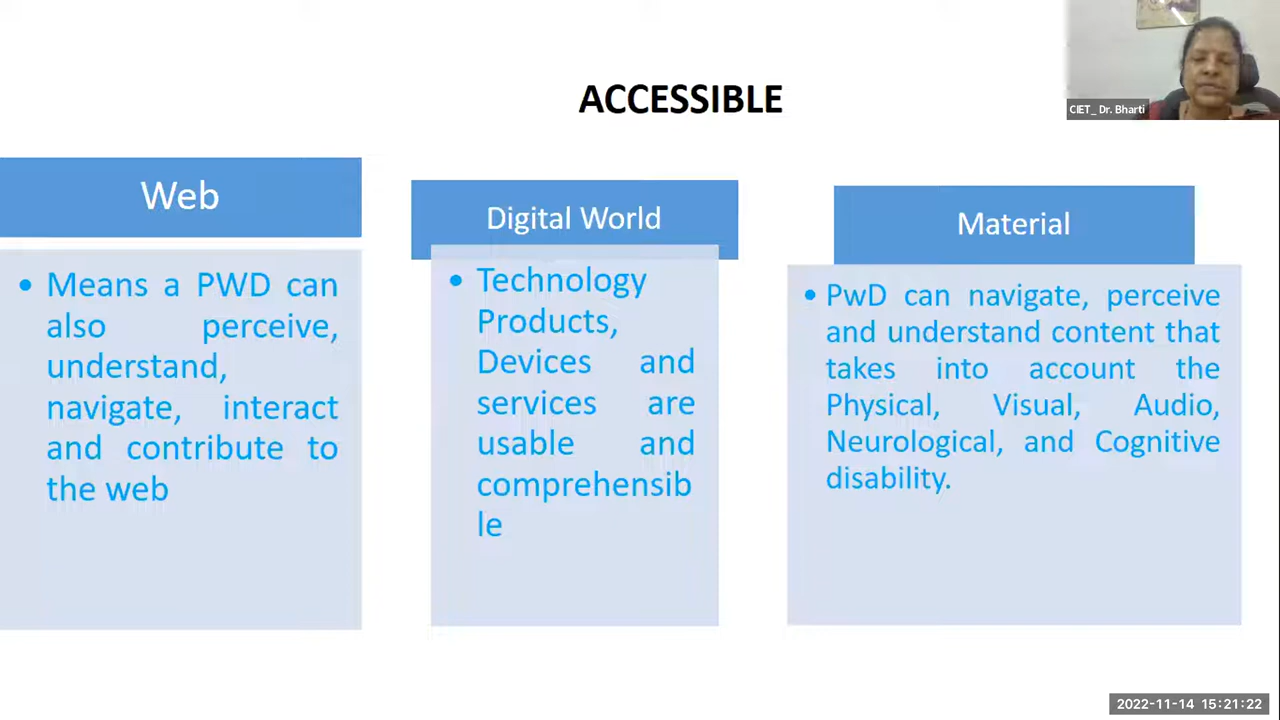 ACCESSIBLE
CIET_ Dr. Bharti
Web
• Means a PWD can
also perceive,
understand,
navigate, interact
and contribute to
the web
Digital World
• Technology
Products,
Devices and
services are
usable and
comprehensib
le
Material
• PwD can navigate, perceive
and understand content that
takes into account the
Physical, Visual, Audio,
Neurological, and Cognitive
disability.
2022-11-14 15:21:22